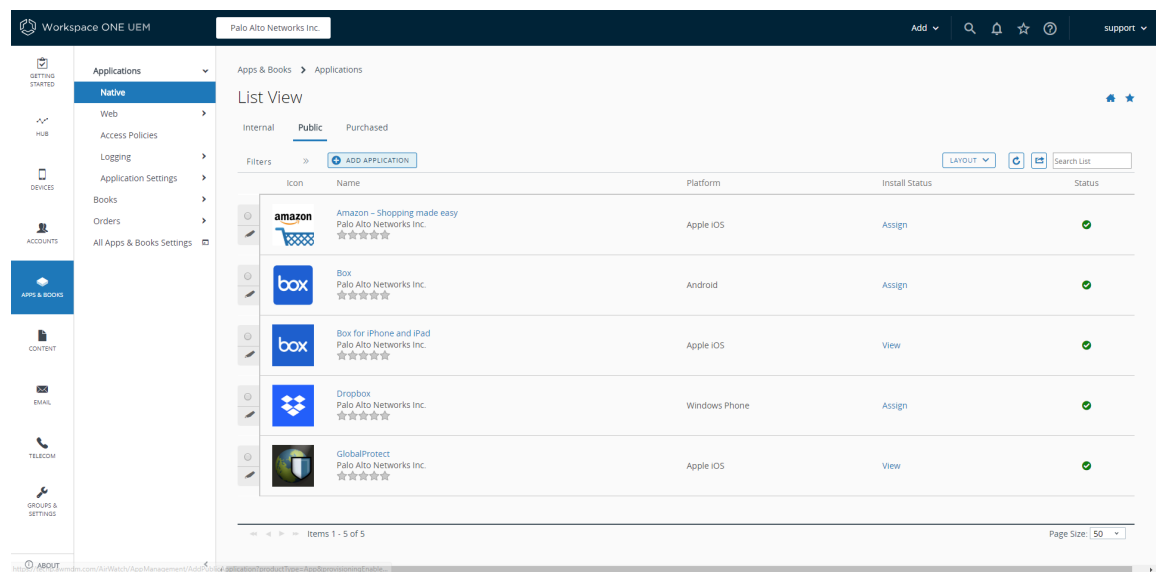 Workspace ONE UEM
Palo Alto Networks Inc.
Add
support
GETTING
STARTED
HUB
DEVICES
ACCOUNTS
APPS & BOOKS
CONTENT
EMAIL
TELECOM
GROUPS &
SETTINGS
ABOUT
Applications
Native
Web
Access Policies
Logging
Application Settings
Books
Orders
All Apps & Books Settings
Apps & Books > Applications
List View
Internal Public Purchased
Filters » ADD APPLICATION LAYOUT Search List
Icon Name Platform Install Status Status
amazon
Amazon – Shopping made easy
Palo Alto Networks Inc.
Apple iOS Assign
box
Box
Palo Alto Networks Inc.
Android Assign
box
Box for iPhone and iPad
Palo Alto Networks Inc.
Apple iOS View
Dropbox
Palo Alto Networks Inc.
Windows Phone Assign
GlobalProtect
Palo Alto Networks Inc.
Apple iOS View
Items 1 - 5 of 5 Page Size: 50